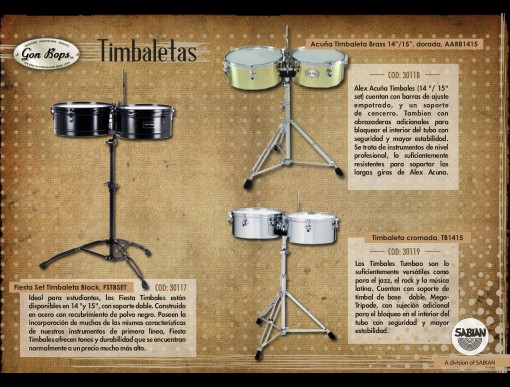 Gon Bops
Timbaletas
Acuña Timbaleta Brass 14"/15", dorada, AARB1415
COD: 30118
Alex Acuña Timbales (14 "/ 15"
set) cuentan con barras de ajuste
empotrado, y un soporte
de cencerro. Tambien con
abrazaderas adicionales para
bloquear el interior del tubo con
seguridad y mayor estabilidad.
Se trata de instrumentos de nivel
profesional, lo suficientemente
resistentes para soportar las
largas giras de Alex Acuna.
Timbaleta cromada, TB1415
COD: 30119
Los Timbales Tumbao son lo
suficientemente versátiles como
para el jazz, el rock y la música
latina. Cuentan con soporte de
timbal de base doble, Mega-
Tripode, con sujeción adicional
para el bloqueo en el interior del
tubo con seguridad y mayor
estabilidad.
Fiesta Set Timbaleta Black, FSTBSET
COD: 30117
Ideal para estudiantes, los Fiesta Timbales están
disponibles en 14 "y 15", con soporte doble. Construido
en acero con recubrimiento de polvo negro. Poseen la
incorporación de muchas de las mismas características
de nuestros instrumentos de primera línea, Fiesta
Timbales ofrecen tonos y durabilidad que se encuentran
normalmente a un precio mucho más alto.
SABIAN
A division of SABIAN